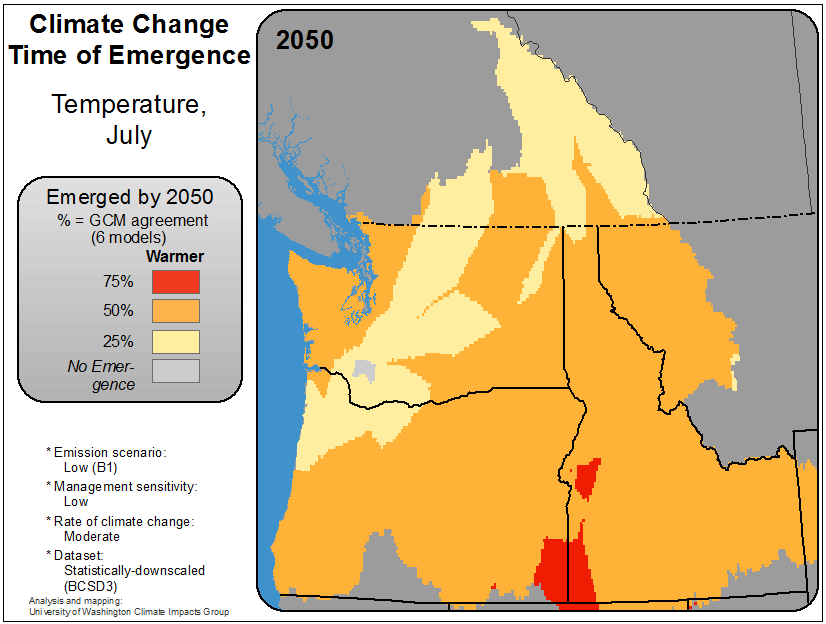 Climate Change
Time of Emergence
Temperature,
July
Emerged by 2050
% = GCM agreement
(6 models)
Warmer
75%
50%
25%
No Emer-
gence
* Emission scenario:
Low (B1)
* Management sensitivity:
Low
* Rate of climate change:
Moderate
* Dataset:
Statistically-downscaled
(BCSD3)
Analysis and mapping:
University of Washington Climate Impacts Group
2050